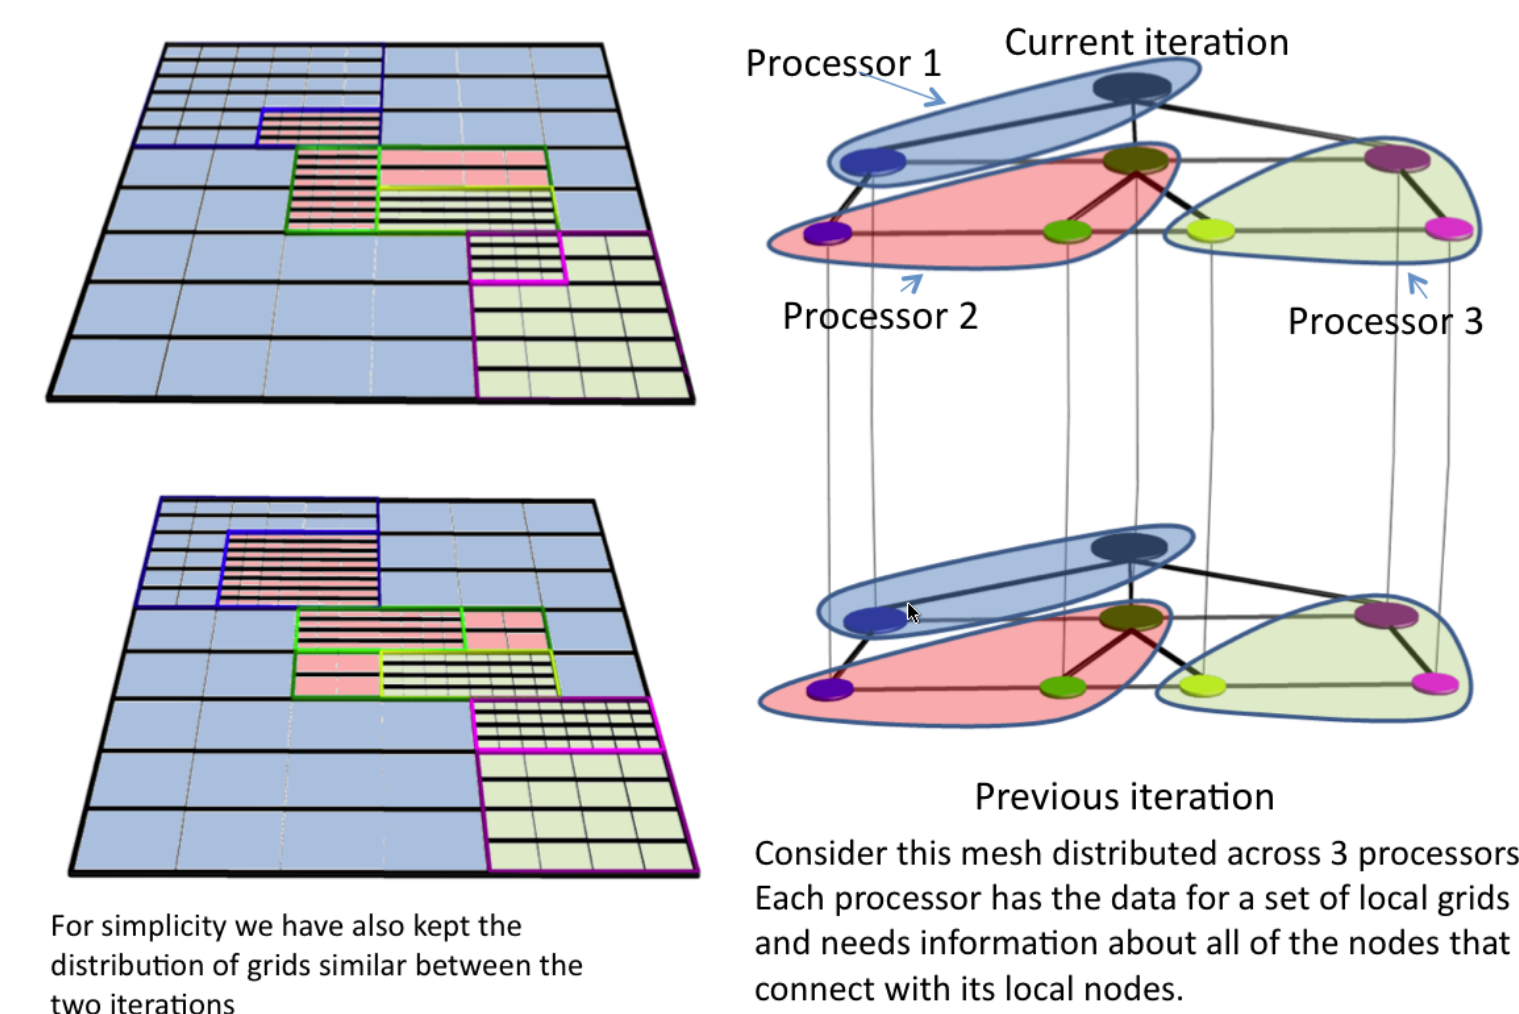 Current iteration
Processor 1
Processor 2
Processor 3
Previous iteration
Consider this mesh distributed across 3 processors
Each processor has the data for a set of local grids
and needs information about all of the nodes that
connect with its local nodes.
For simplicity we have also kept the
distribution of grids similar between the
two iterations